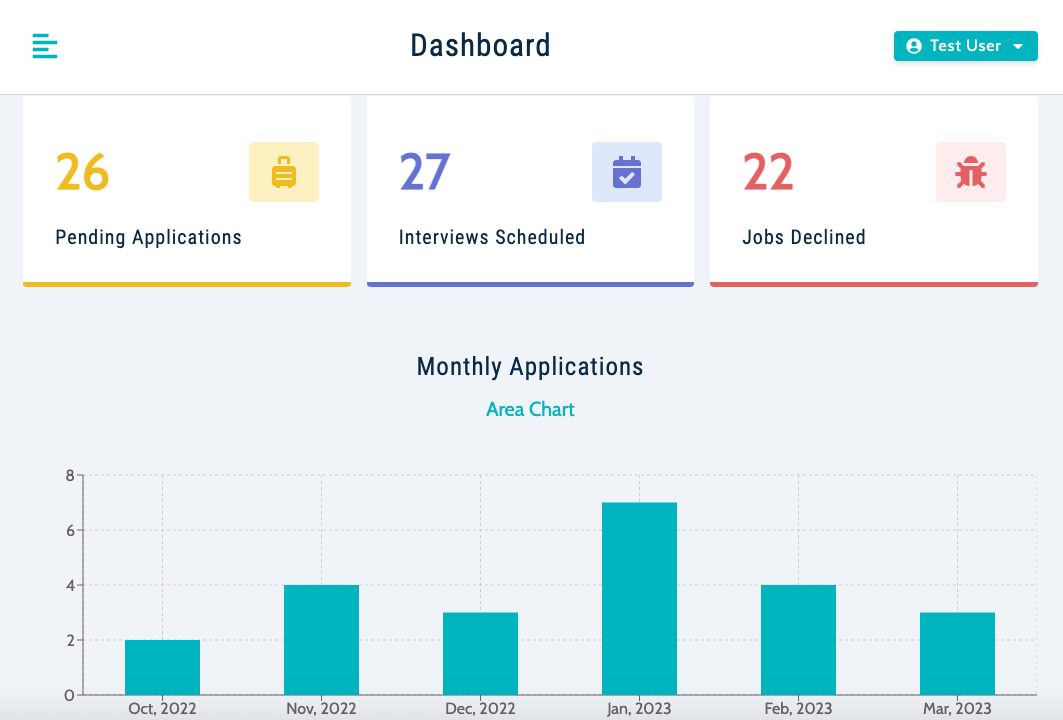 Dashboard
Test User
26
27
22
Pending Applications
Interviews Scheduled
Jobs Declined
Monthly Applications
Area Chart
8
6
4
2
0
Oct, 2022
Nov, 2022
Dec, 2022
Jan, 2023
Feb, 2023
Mar, 2023